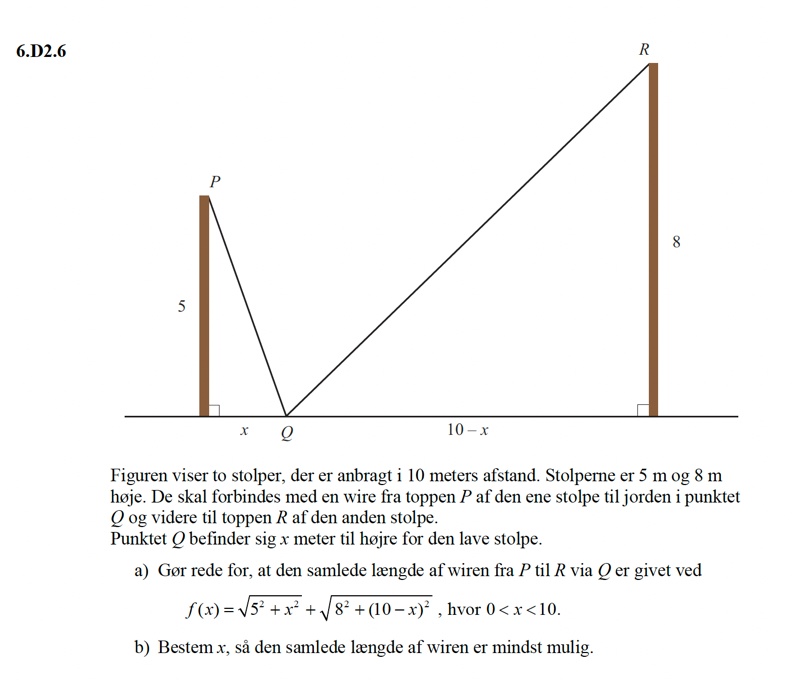 6.D2.6
R
P
8
5
x
Q
10 – x
Figuren viser to stolper, der er anbragt i 10 meters afstand. Stolperne er 5 m og 8 m
høje. De skal forbindes med en wire fra toppen P af den ene stolpe til jorden i punktet
Q og videre til toppen R af den anden stolpe.
Punktet Q befinder sig x meter til højre for den lave stolpe.
a) Gør rede for, at den samlede længde af wiren fra P til R via Q er givet ved
f(x) = √5² + x² + √8² + (10 – x)² , hvor 0 < x < 10.
b) Bestem x, så den samlede længde af wiren er mindst mulig.